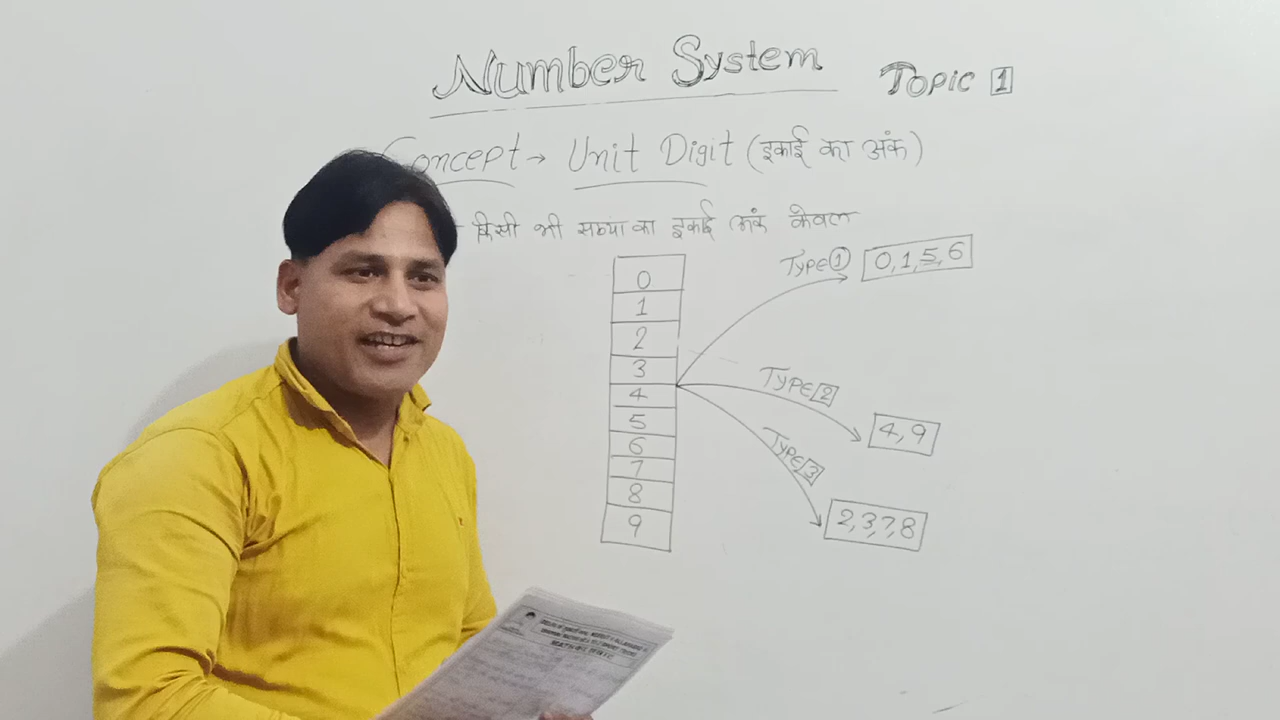 Number System
Topic 1
Concept → Unit Digit (इकाई का अंक)
किसी भी संख्या का इकाई अंक केवल
0
1
2
3
4
5
6
7
8
9
Type 1 0, 1, 5, 6
Type 2 4, 9
Type 3 2, 3, 7, 8